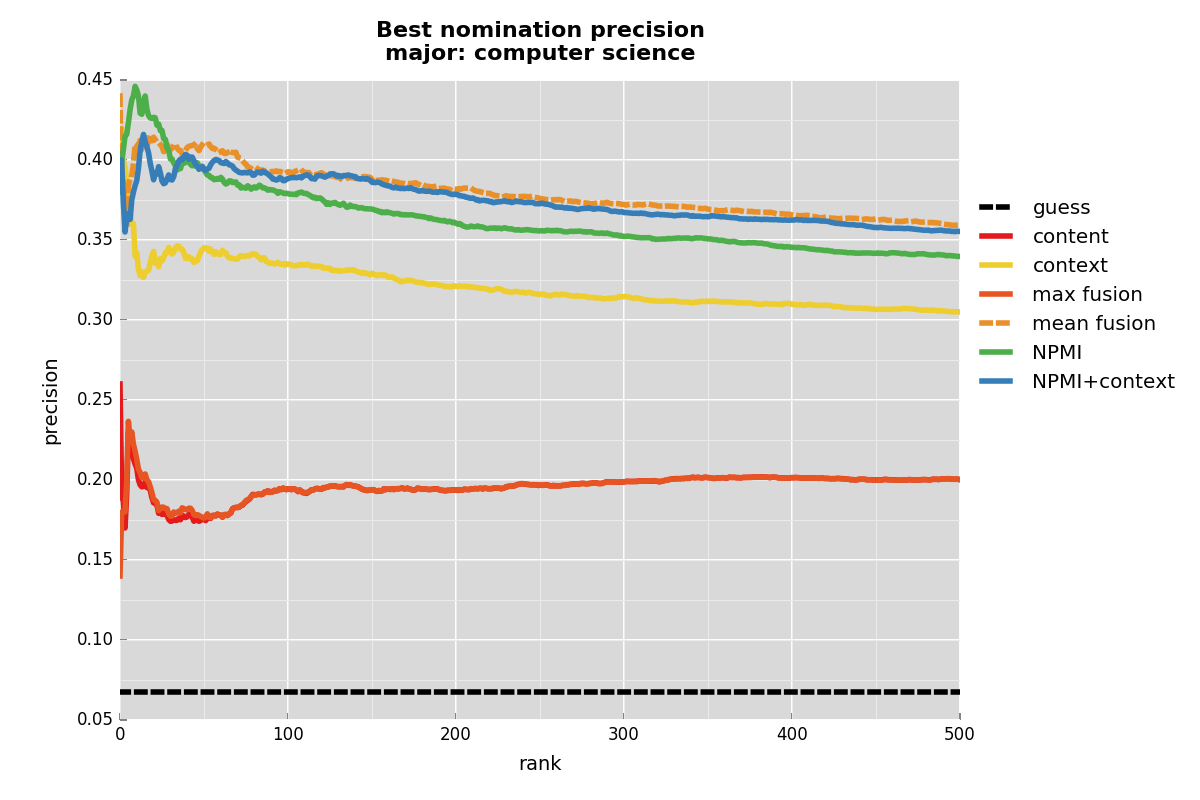 Best nomination precision
major: computer science
0.45
0.40
0.35
0.30
0.25
0.20
0.15
0.10
0.05
precision
0 100 200 300 400 500
rank
guess
content
context
max fusion
mean fusion
NPMI
NPMI+context